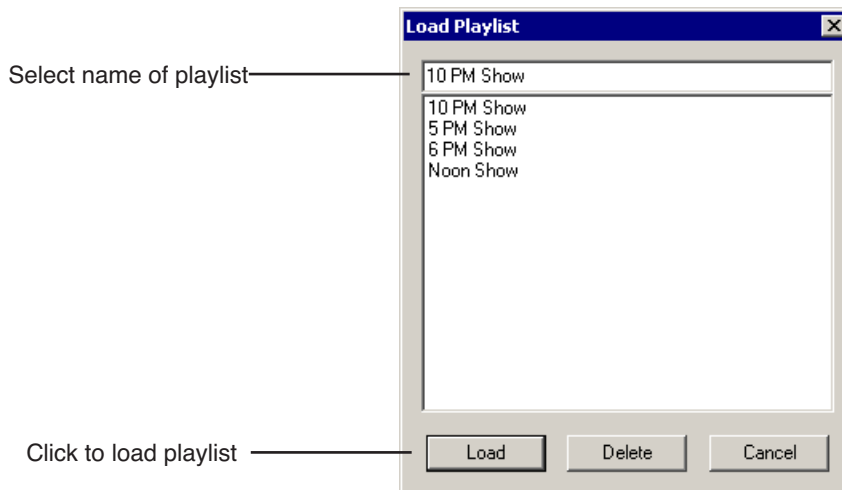 Load Playlist
Select name of playlist
10 PM Show
10 PM Show
5 PM Show
6 PM Show
Noon Show
Click to load playlist
Load Delete Cancel